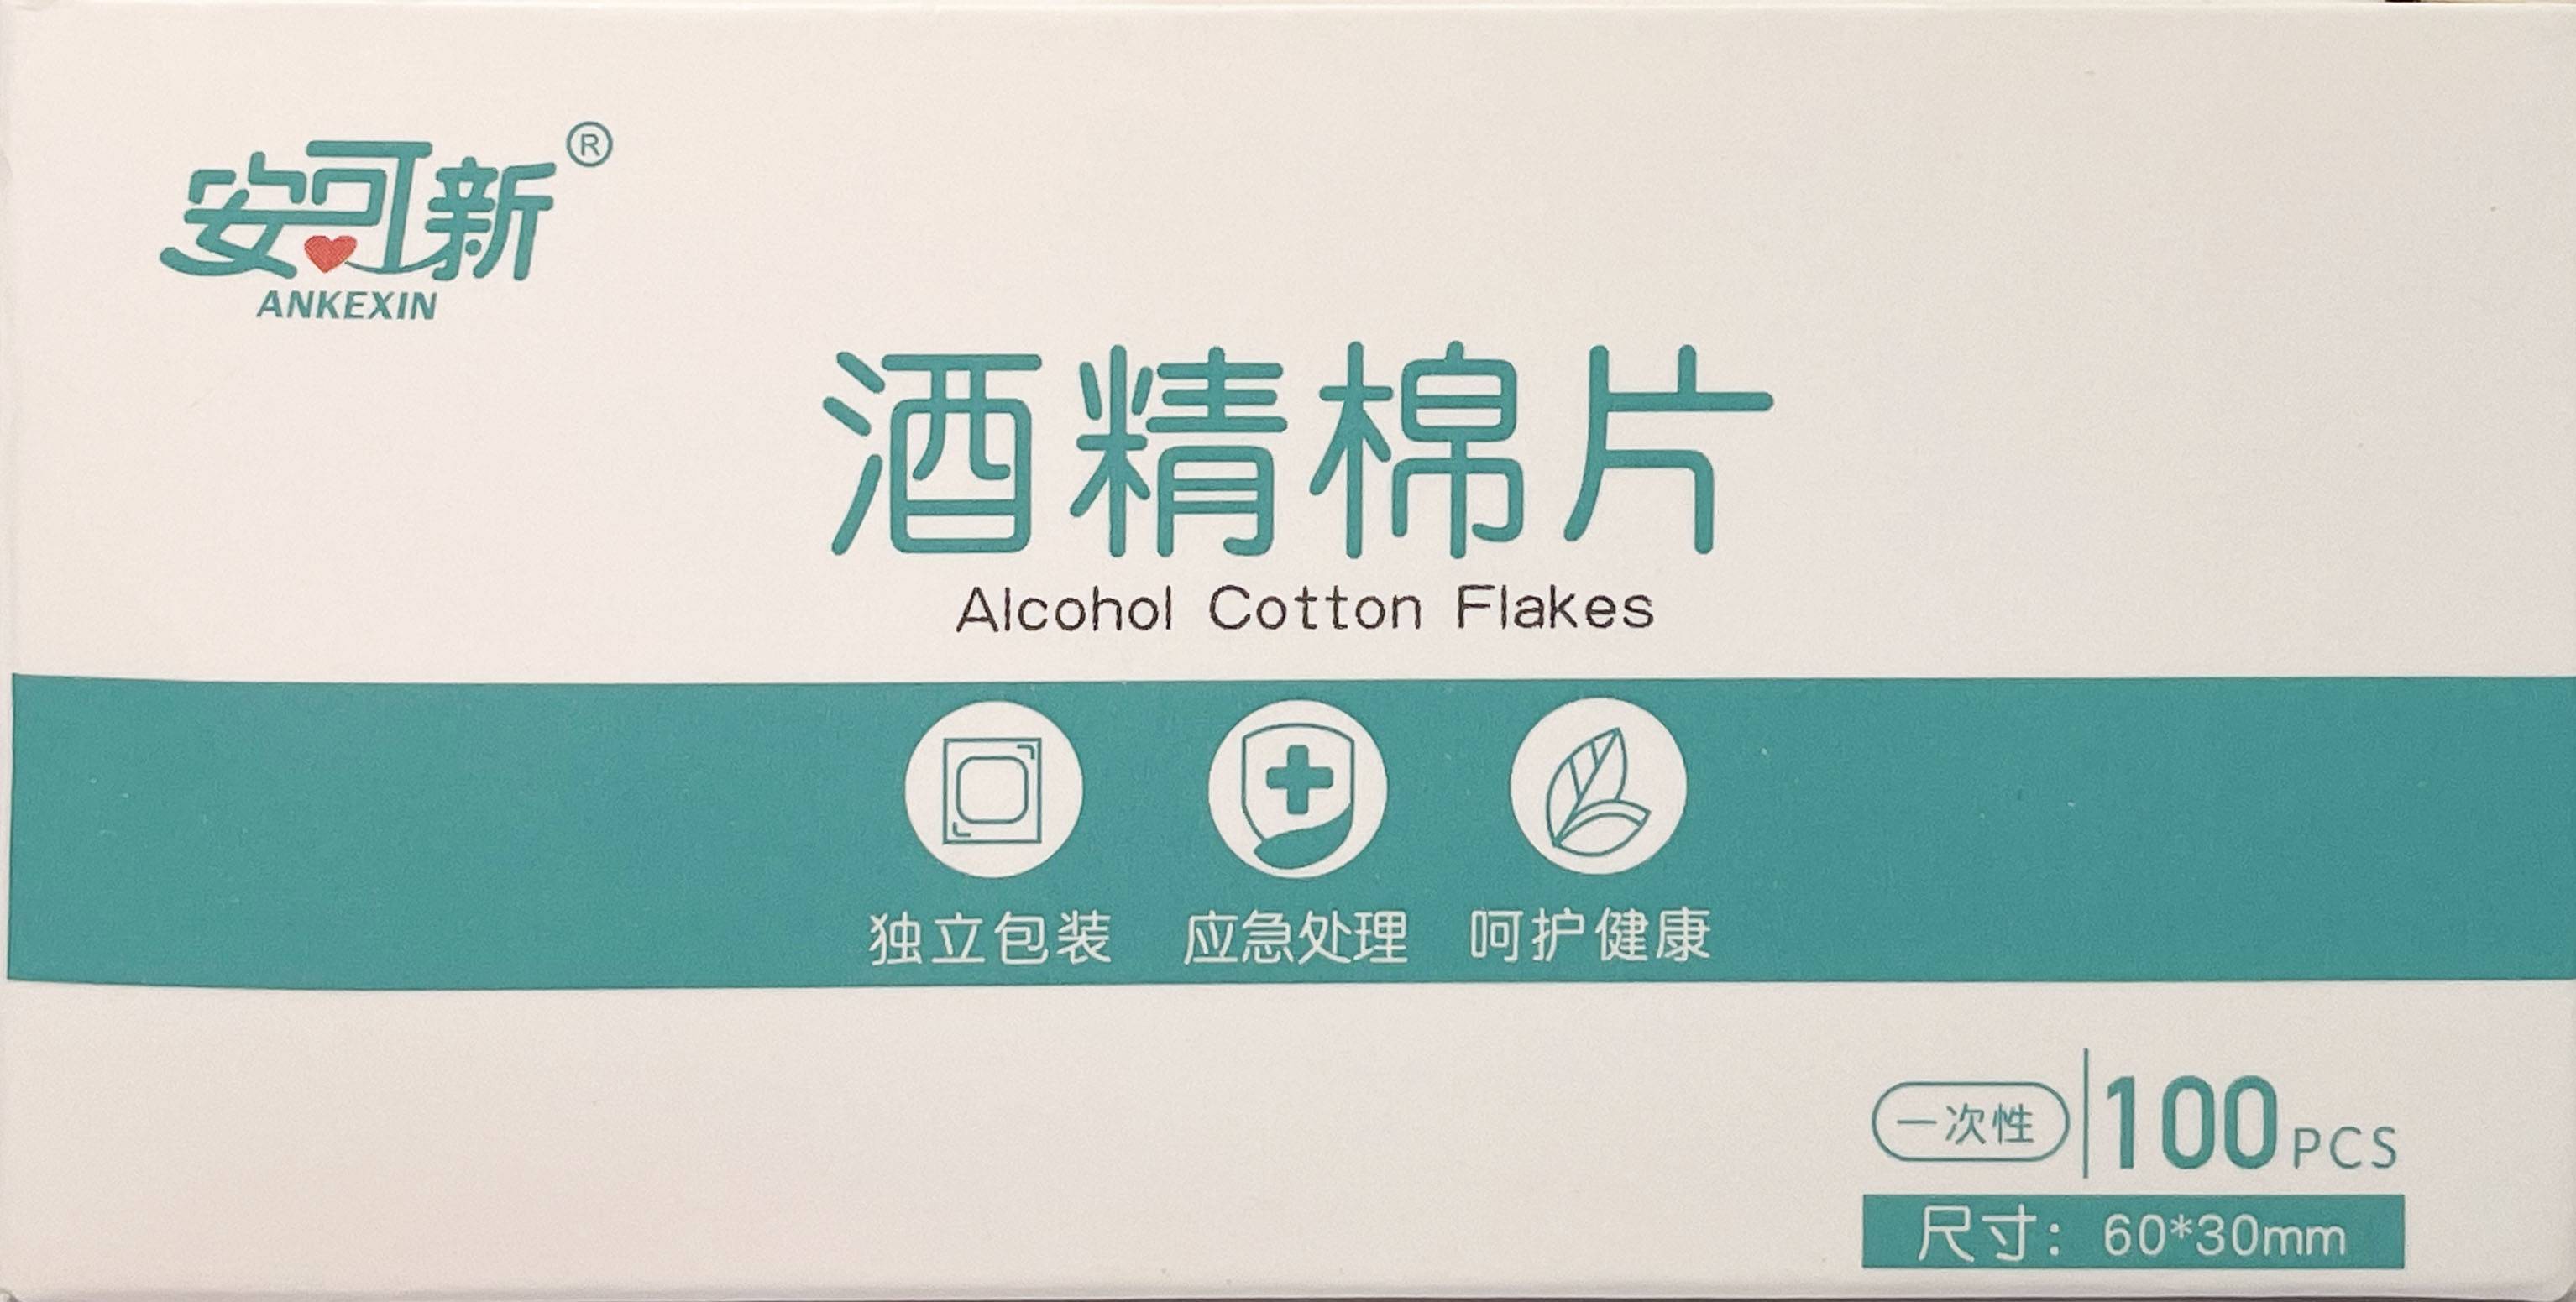 安可新®
ANKEXIN
酒精棉片
Alcohol Cotton Flakes
独立包装 应急处理 呵护健康
一次性 100PCS
尺寸：60*30mm